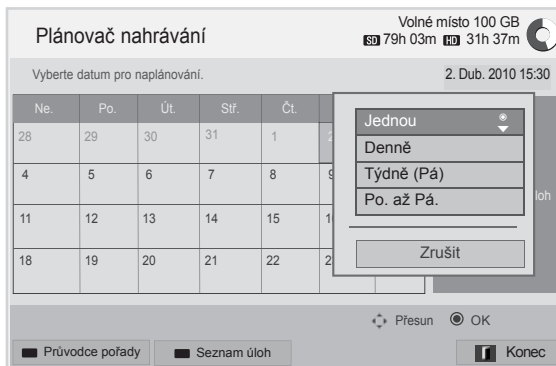 Plánovač nahrávání
Volné místo 100 GB
SD 79h 03m HD 31h 37m
Vyberte datum pro naplánování.
2. Dub. 2010 15:30
Ne. Po. Út. Stř. Čt.
28 29 30 31 1
4 5 6 7 8
11 12 13 14 15
18 19 20 21 22
Jednou
Denně
Týdně (Pá)
Po. až Pá.
Zrušit
Přesun OK
Průvodce pořady Seznam úloh Konec